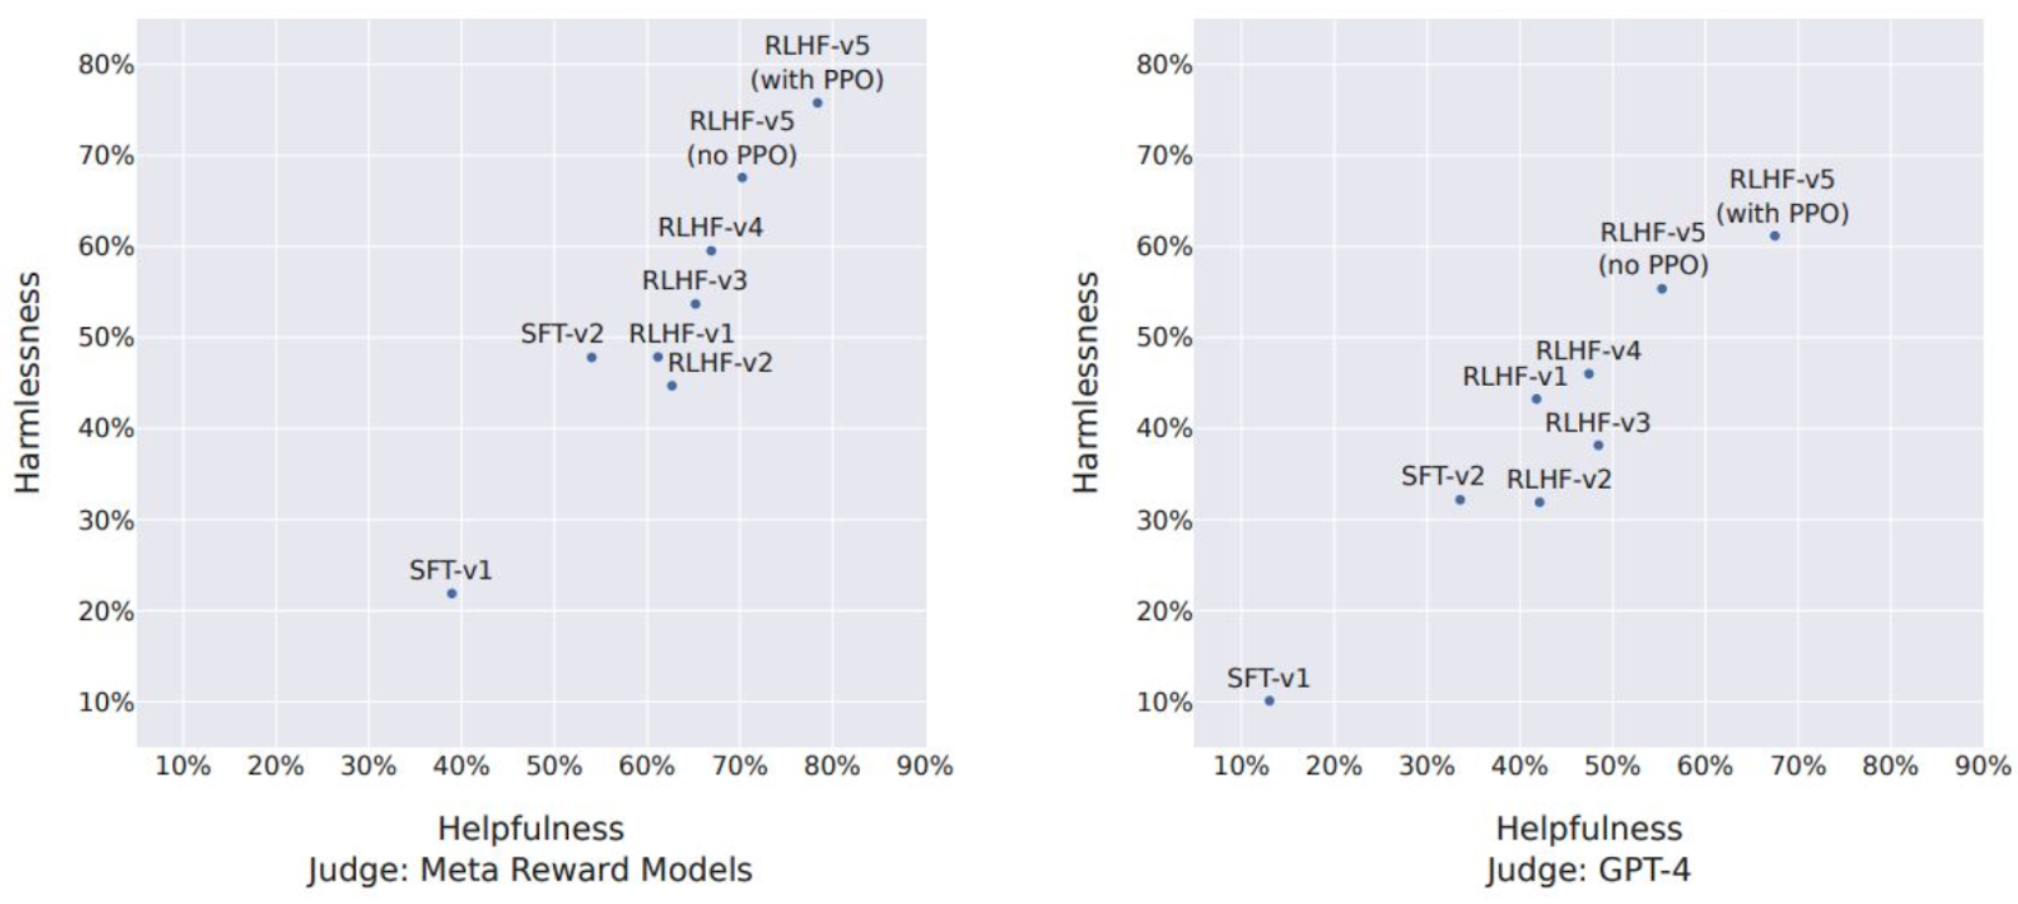 80%
70%
60%
50%
40%
30%
20%
10%
Harmlessness
RLHF-v5
(with PPO)
RLHF-v5
(no PPO)
RLHF-v4
RLHF-v3
SFT-v2
RLHF-v1
RLHF-v2
SFT-v1
10% 20% 30% 40% 50% 60% 70% 80% 90%
Helpfulness
Judge: Meta Reward Models
80%
70%
60%
50%
40%
30%
20%
10%
Harmlessness
RLHF-v5
(with PPO)
RLHF-v5
(no PPO)
RLHF-v4
RLHF-v1
RLHF-v3
SFT-v2
RLHF-v2
SFT-v1
10% 20% 30% 40% 50% 60% 70% 80% 90%
Helpfulness
Judge: GPT-4